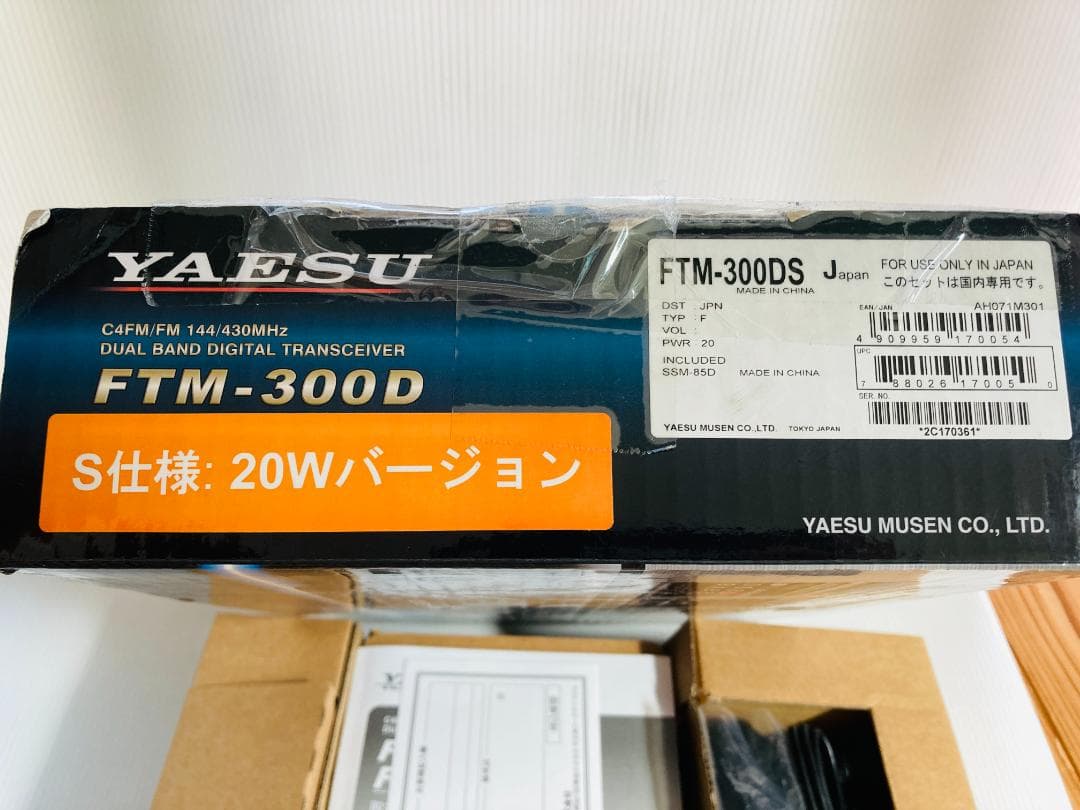 YAESU
C4FM/FM 144/430MHz
DUAL BAND DIGITAL TRANSCEIVER
FTM-300D
S仕様: 20Wバージョン
FTM-300DS Japan
MADE IN CHINA
FOR USE ONLY IN JAPAN
このセットは国内専用です。
DST : JPN
TYP : F
VOL :
PWR : 20
INCLUDED
SSM-85D MADE IN CHINA
EAN/JAN AH071M301
4 909959 170054
UPC
7 88026 17005 0
SER. NO.
*2C170361*
YAESU MUSEN CO.,LTD. TOKYO JAPAN
YAESU MUSEN CO., LTD.